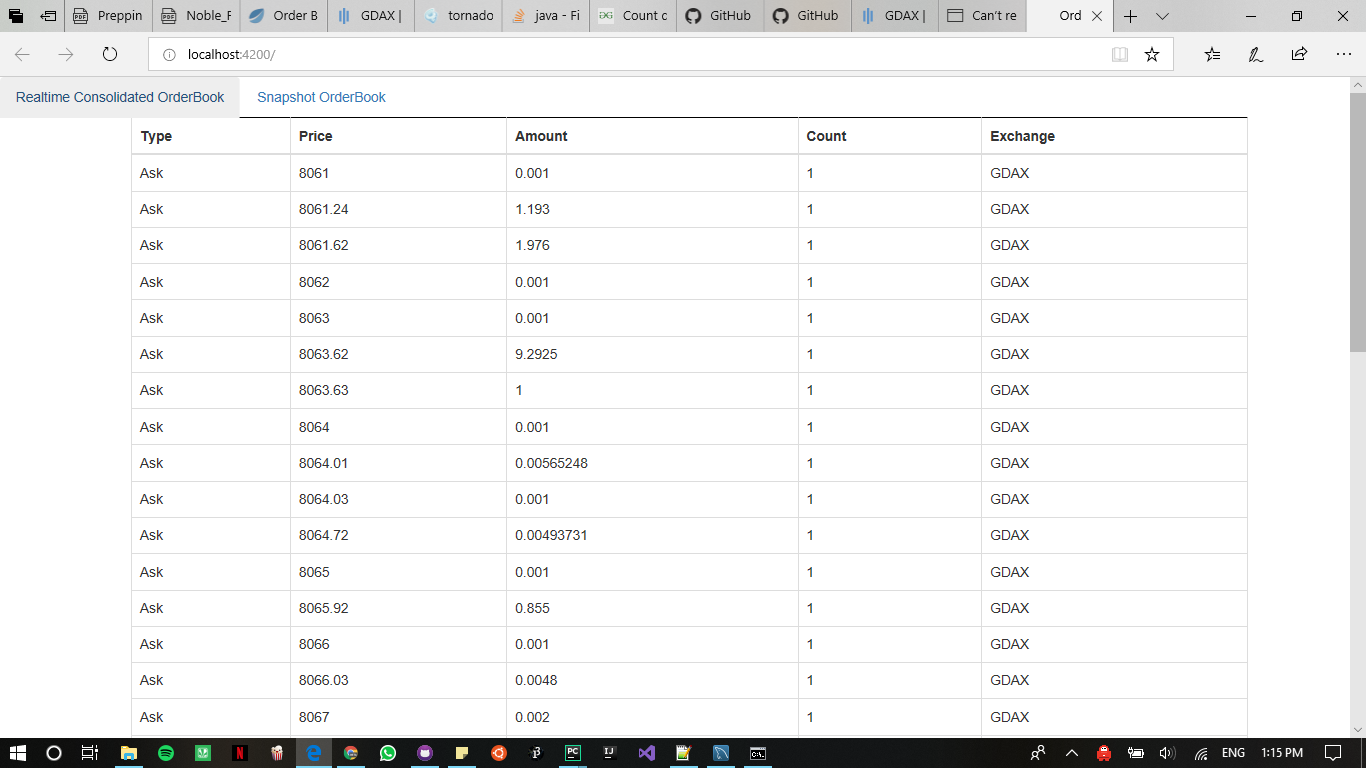 Preppin Noble_F Order B GDAX | tornado java - Fi Count o GitHub GitHub GDAX | Can't re Ord
localhost:4200/
Realtime Consolidated OrderBook Snapshot OrderBook
Type Price Amount Count Exchange
Ask 8061 0.001 1 GDAX
Ask 8061.24 1.193 1 GDAX
Ask 8061.62 1.976 1 GDAX
Ask 8062 0.001 1 GDAX
Ask 8063 0.001 1 GDAX
Ask 8063.62 9.2925 1 GDAX
Ask 8063.63 1 1 GDAX
Ask 8064 0.001 1 GDAX
Ask 8064.01 0.00565248 1 GDAX
Ask 8064.03 0.001 1 GDAX
Ask 8064.72 0.00493731 1 GDAX
Ask 8065 0.001 1 GDAX
Ask 8065.92 0.855 1 GDAX
Ask 8066 0.001 1 GDAX
Ask 8066.03 0.0048 1 GDAX
Ask 8067 0.002 1 GDAX
ENG 1:15 PM